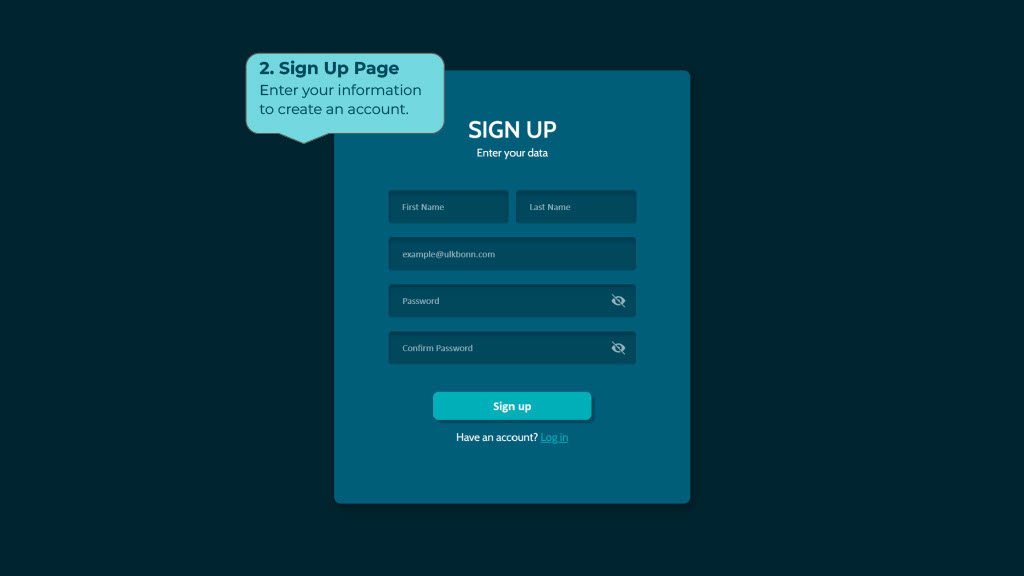 2. Sign Up Page
Enter your information
to create an account.
SIGN UP
Enter your data
First Name
Last Name
example@ulkbonn.com
Password
Confirm Password
Sign up
Have an account? Log in